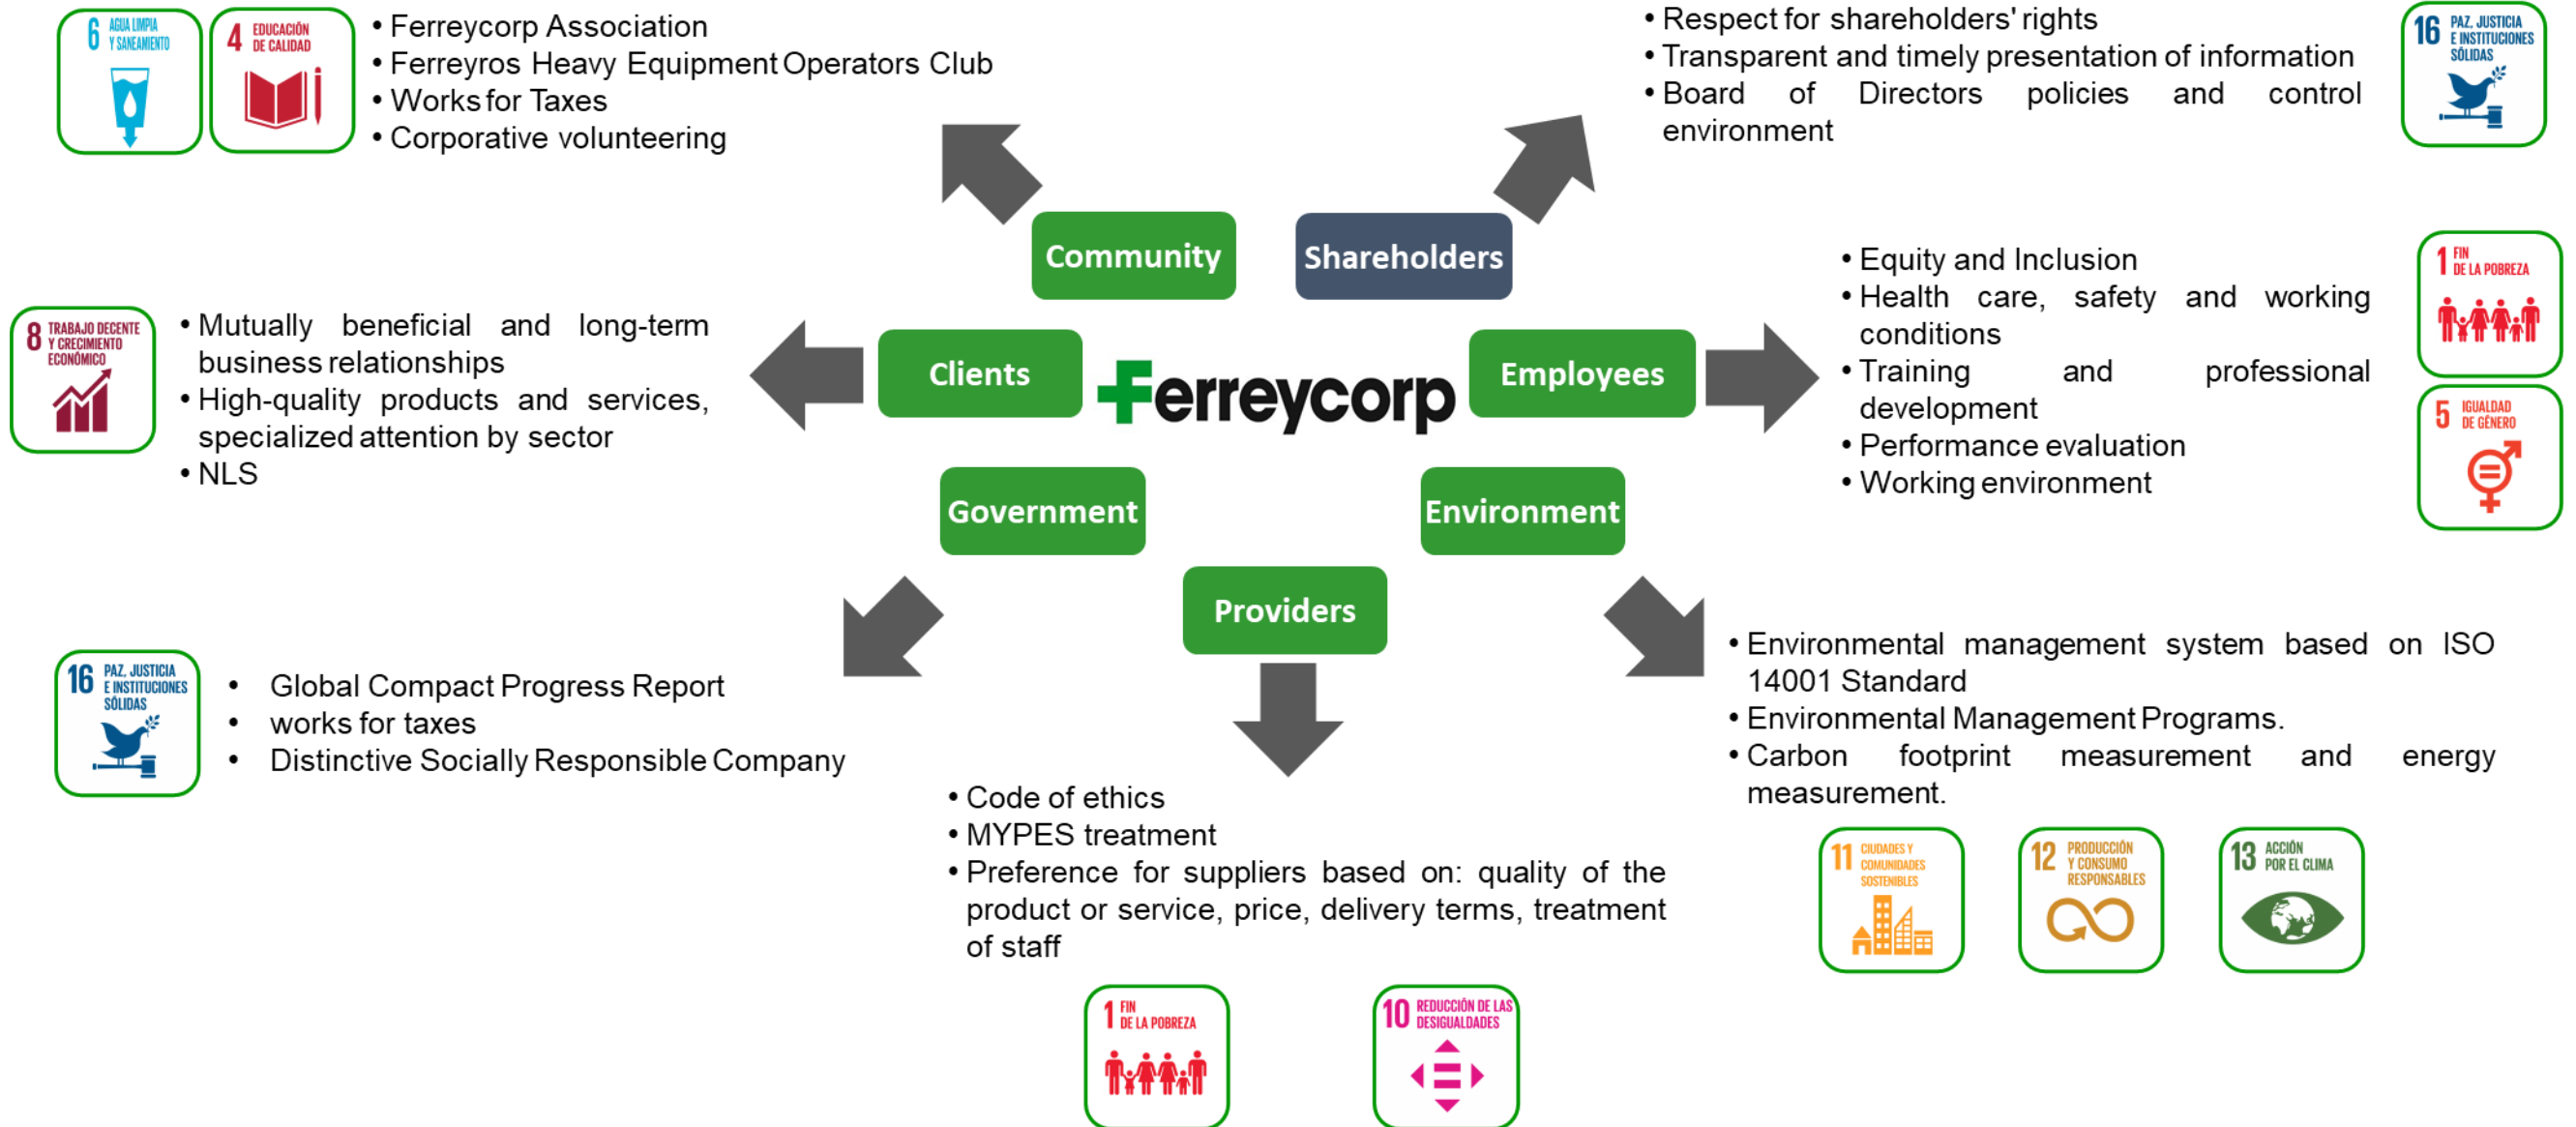 6 AGUA LIMPIA
Y SANEAMIENTO
4 EDUCACIÓN
DE CALIDAD
• Ferreycorp Association
• Ferreyros Heavy Equipment Operators Club
• Works for Taxes
• Corporative volunteering
• Respect for shareholders' rights
• Transparent and timely presentation of information
• Board of Directors policies and control
environment
16 PAZ, JUSTICIA
E INSTITUCIONES
SÓLIDAS
Community
Shareholders
8 TRABAJO DECENTE
Y CRECIMIENTO
ECONÓMICO
• Mutually beneficial and long-term
business relationships
• High-quality products and services,
specialized attention by sector
• NLS
Clients
Ferreycorp
Employees
• Equity and Inclusion
• Health care, safety and working
conditions
• Training and professional
development
• Performance evaluation
• Working environment
1 FIN
DE LA POBREZA
5 IGUALDAD
DE GÉNERO
Government
Environment
Providers
16 PAZ, JUSTICIA
E INSTITUCIONES
SÓLIDAS
• Global Compact Progress Report
• works for taxes
• Distinctive Socially Responsible Company
• Code of ethics
• MYPES treatment
• Preference for suppliers based on: quality of the
product or service, price, delivery terms, treatment
of staff
1 FIN
DE LA POBREZA
10 REDUCCIÓN DE LAS
DESIGUALDADES
• Environmental management system based on ISO
14001 Standard
• Environmental Management Programs.
• Carbon footprint measurement and energy
measurement.
11 CIUDADES Y
COMUNIDADES
SOSTENIBLES
12 PRODUCCIÓN
Y CONSUMO
RESPONSABLES
13 ACCIÓN
POR EL CLIMA